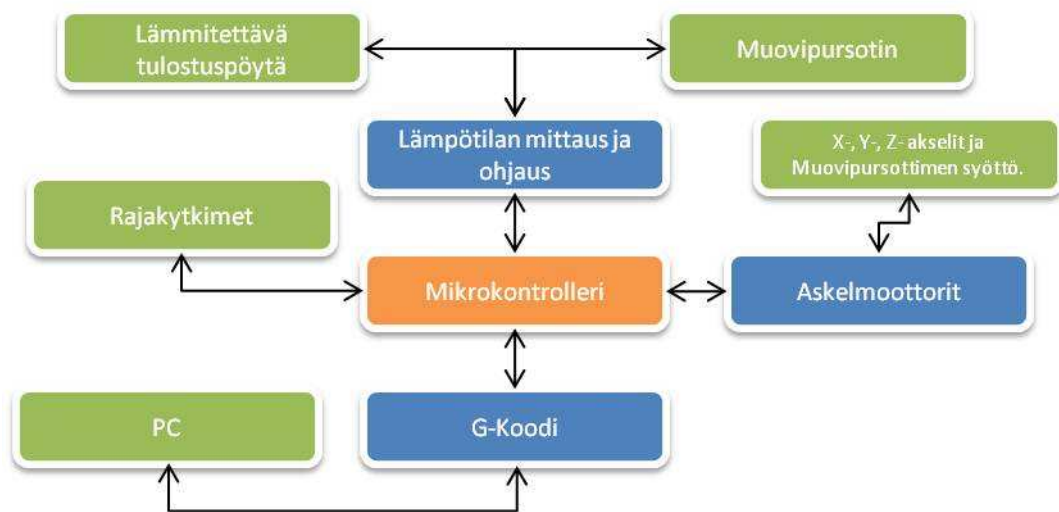 Lämmitettävä
tulostuspöytä
Muovipursotin
Lämpötilan mittaus ja
ohjaus
X-, Y-, Z- akselit ja
Muovipursottimen syöttö.
Rajakytkimet
Mikrokontrolleri
Askelmoottorit
PC
G-Koodi